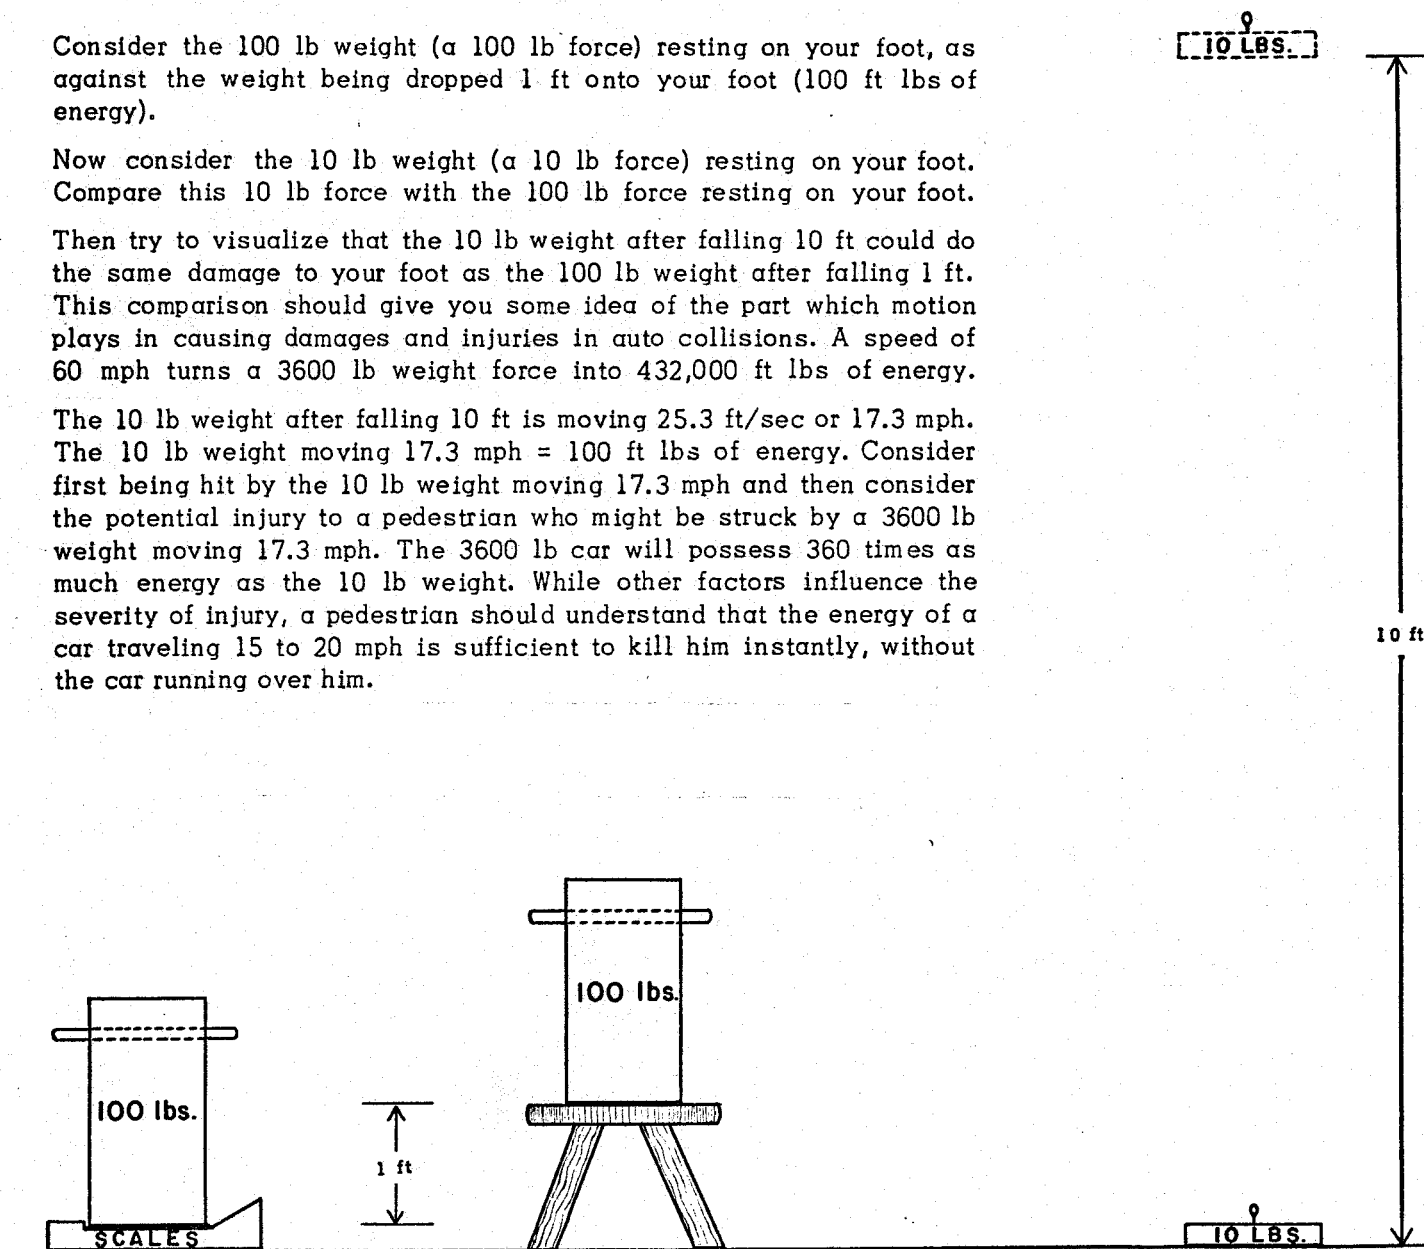 Consider the 100 lb weight (a 100 lb force) resting on your foot, as
against the weight being dropped 1 ft onto your foot (100 ft lbs of
energy).
Now consider the 10 lb weight (a 10 lb force) resting on your foot.
Compare this 10 lb force with the 100 lb force resting on your foot.
Then try to visualize that the 10 lb weight after falling 10 ft could do
the same damage to your foot as the 100 lb weight after falling 1 ft.
This comparison should give you some idea of the part which motion
plays in causing damages and injuries in auto collisions. A speed of
60 mph turns a 3600 lb weight force into 432,000 ft lbs of energy.
The 10 lb weight after falling 10 ft is moving 25.3 ft/sec or 17.3 mph.
The 10 lb weight moving 17.3 mph = 100 ft lbs of energy. Consider
first being hit by the 10 lb weight moving 17.3 mph and then consider
the potential injury to a pedestrian who might be struck by a 3600 lb
weight moving 17.3 mph. The 3600 lb car will possess 360 times as
much energy as the 10 lb weight. While other factors influence the
severity of injury, a pedestrian should understand that the energy of a
car traveling 15 to 20 mph is sufficient to kill him instantly, without
the car running over him.
10 LBS.
10 ft
100 lbs.
100 lbs.
1 ft
SCALES
10 LBS.